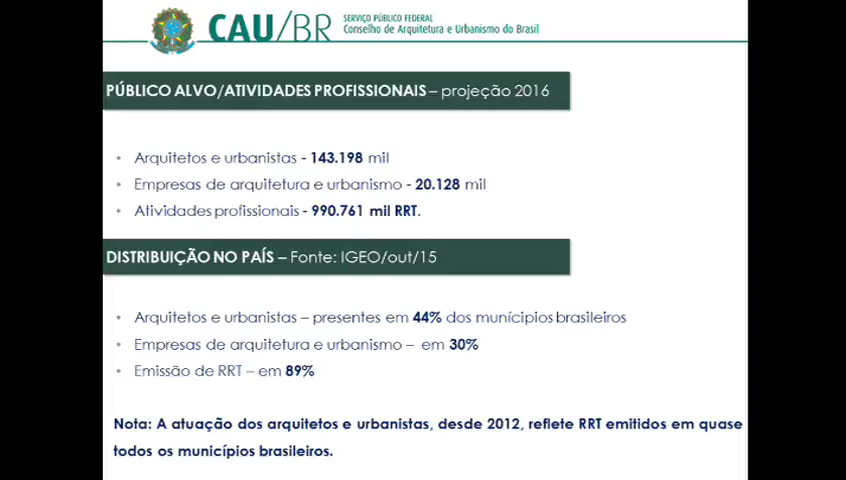 CAU/BR
SERVIÇO PÚBLICO FEDERAL
Conselho de Arquitetura e Urbanismo do Brasil
PÚBLICO ALVO/ATIVIDADES PROFISSIONAIS – projeção 2016
• Arquitetos e urbanistas - 143.198 mil
• Empresas de arquitetura e urbanismo - 20.128 mil
• Atividades profissionais - 990.761 mil RRT.
DISTRIBUIÇÃO NO PAÍS – Fonte: IGEO/out/15
• Arquitetos e urbanistas – presentes em 44% dos munícipios brasileiros
• Empresas de arquitetura e urbanismo – em 30%
• Emissão de RRT – em 89%
Nota: A atuação dos arquitetos e urbanistas, desde 2012, reflete RRT emitidos em quase
todos os municípios brasileiros.